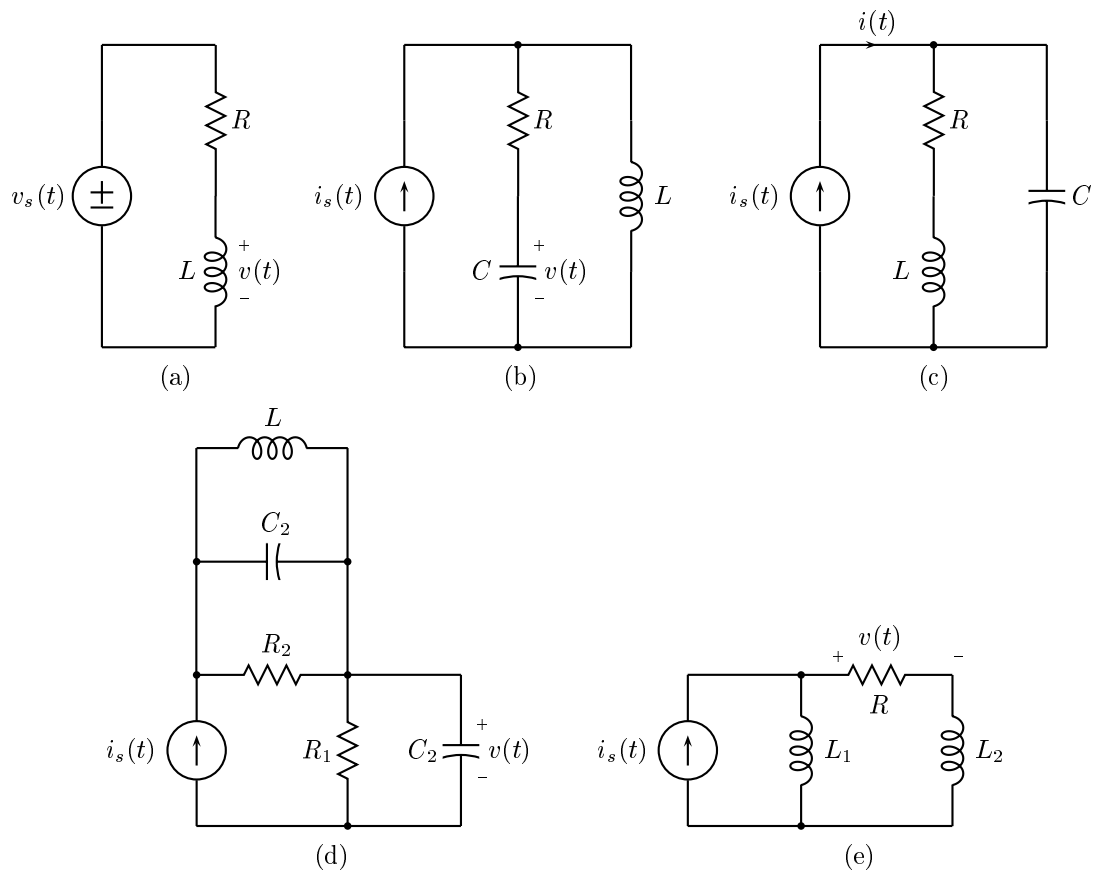 i(t)
R R R
v_s(t) ± i_s(t) L i_s(t) C
+ + 
L v(t) C v(t) L
− −
(a) (b) (c)
L
C_2
R_2 v(t)
+ −
R
+
i_s(t) R_1 C_2 v(t) i_s(t) L_1 L_2
−
(d) (e)